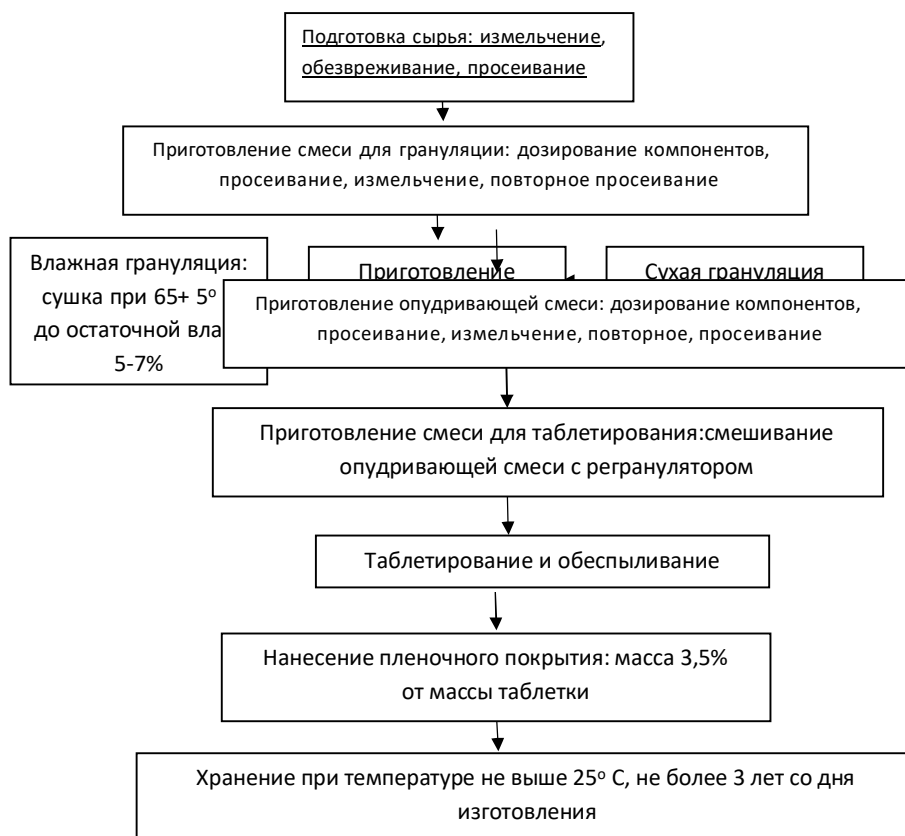 Подготовка сырья: измельчение,
обезвреживание, просеивание
Приготовление смеси для грануляции: дозирование компонентов,
просеивание, измельчение, повторное просеивание
Влажная грануляция:
сушка при 65+ 5º
до остаточной вла
5-7%
Приготовление
Сухая грануляция
Приготовление опудривающей смеси: дозирование компонентов,
просеивание, измельчение, повторное, просеивание
Приготовление смеси для таблетирования:смешивание
опудривающей смеси с регранулятором
Таблетирование и обеспыливание
Нанесение пленочного покрытия: масса 3,5%
от массы таблетки
Хранение при температуре не выше 25º С, не более 3 лет со дня
изготовления